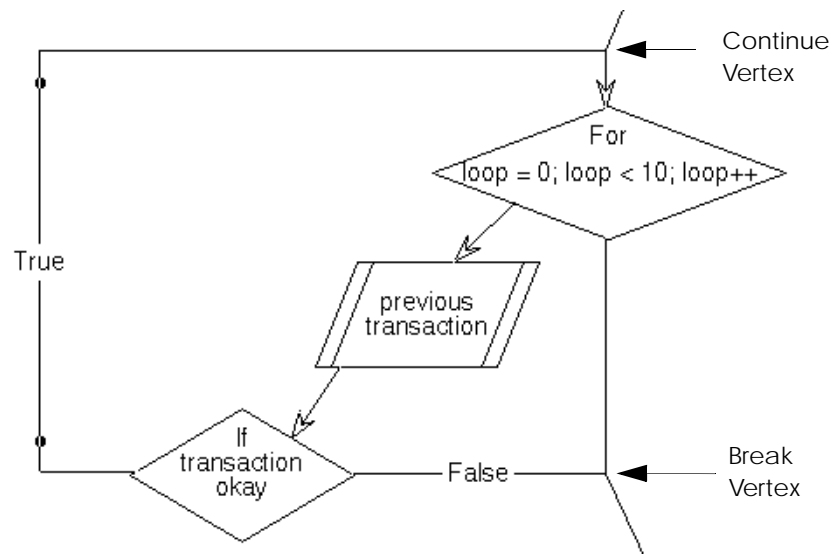 Continue
Vertex
For
loop = 0; loop < 10; loop++
True
previous
transaction
If
transaction
okay
False
Break
Vertex